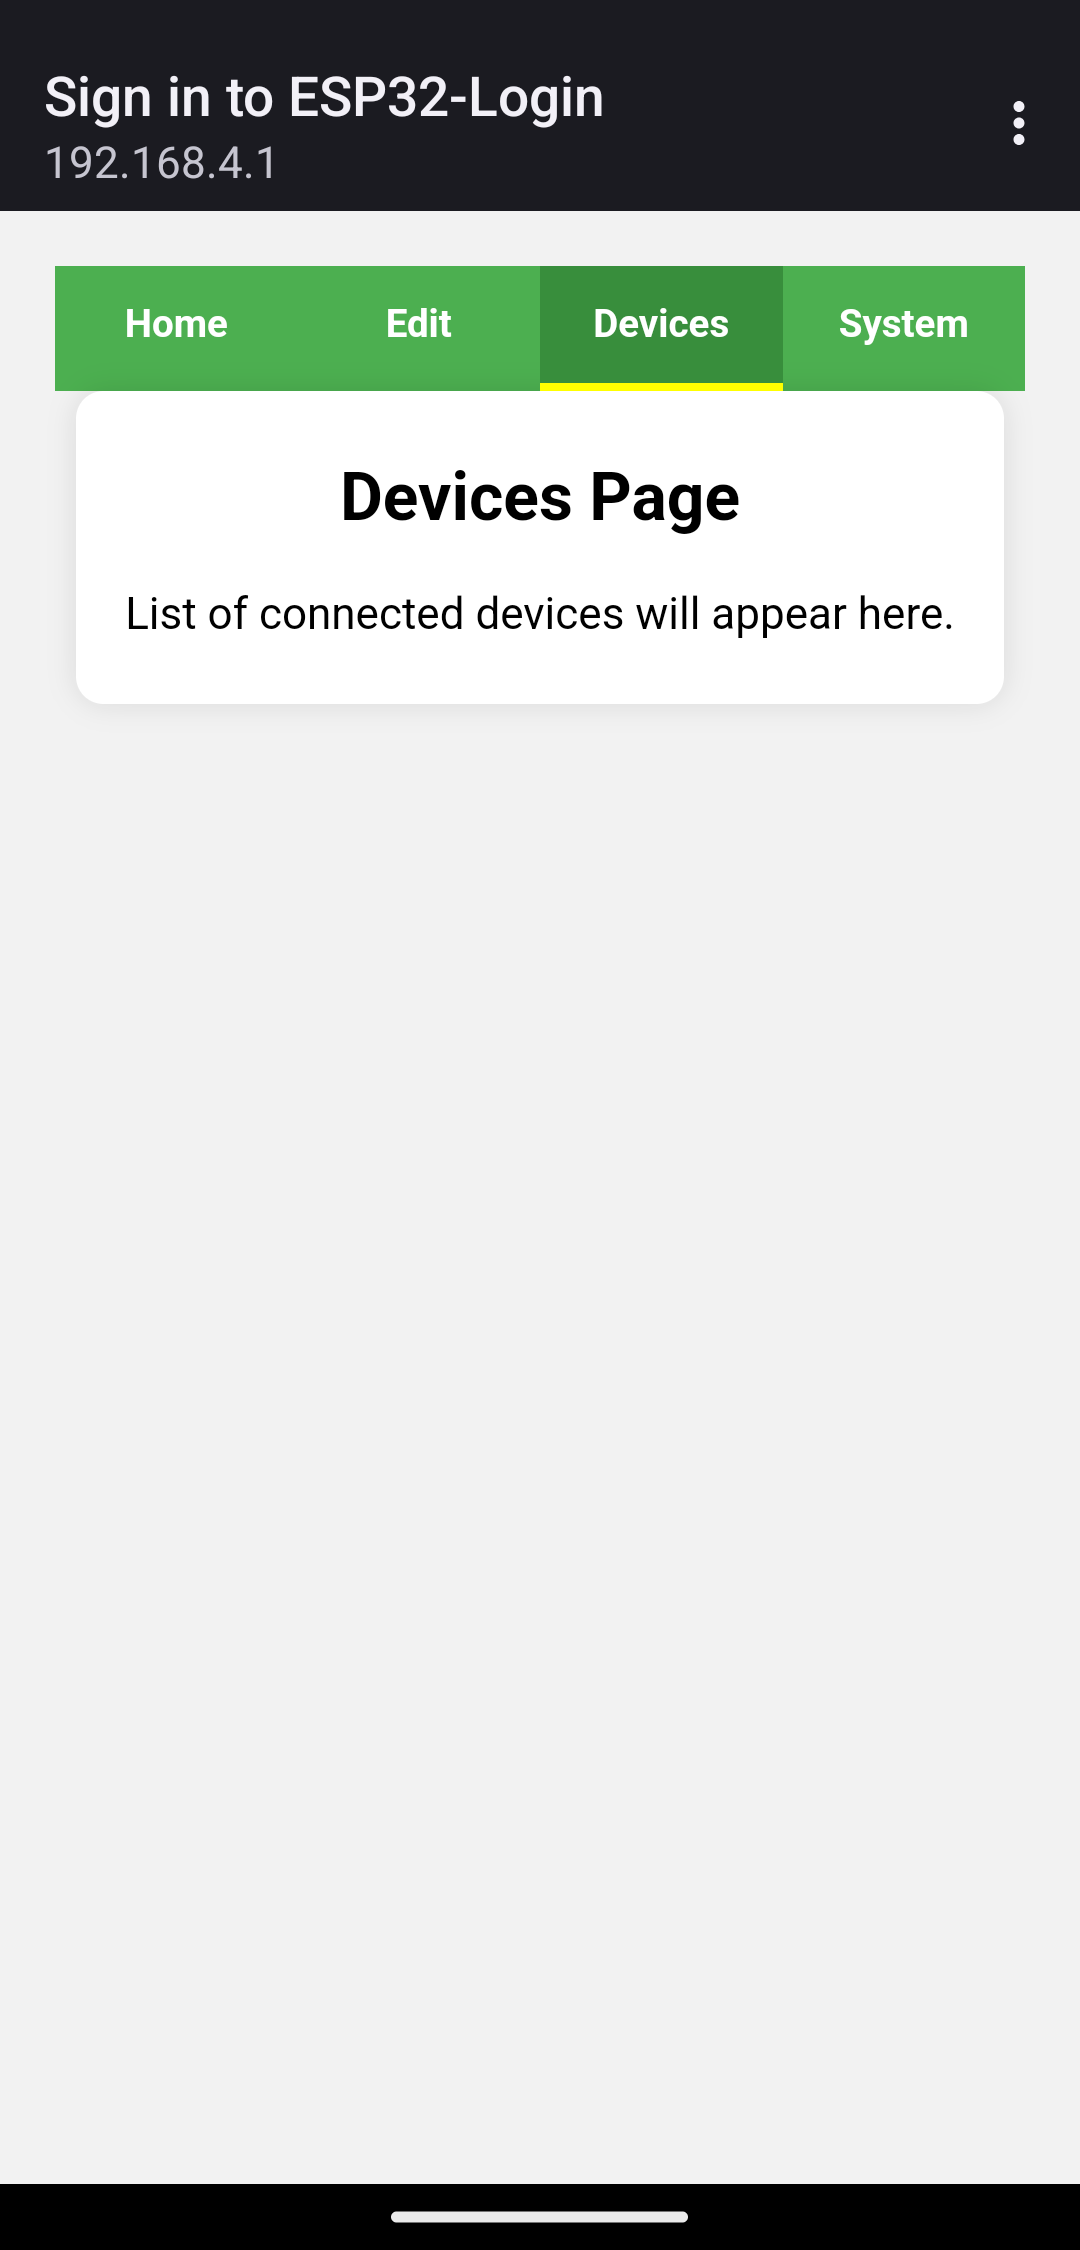 Sign in to ESP32-Login
192.168.4.1
Home Edit Devices System
Devices Page
List of connected devices will appear here.